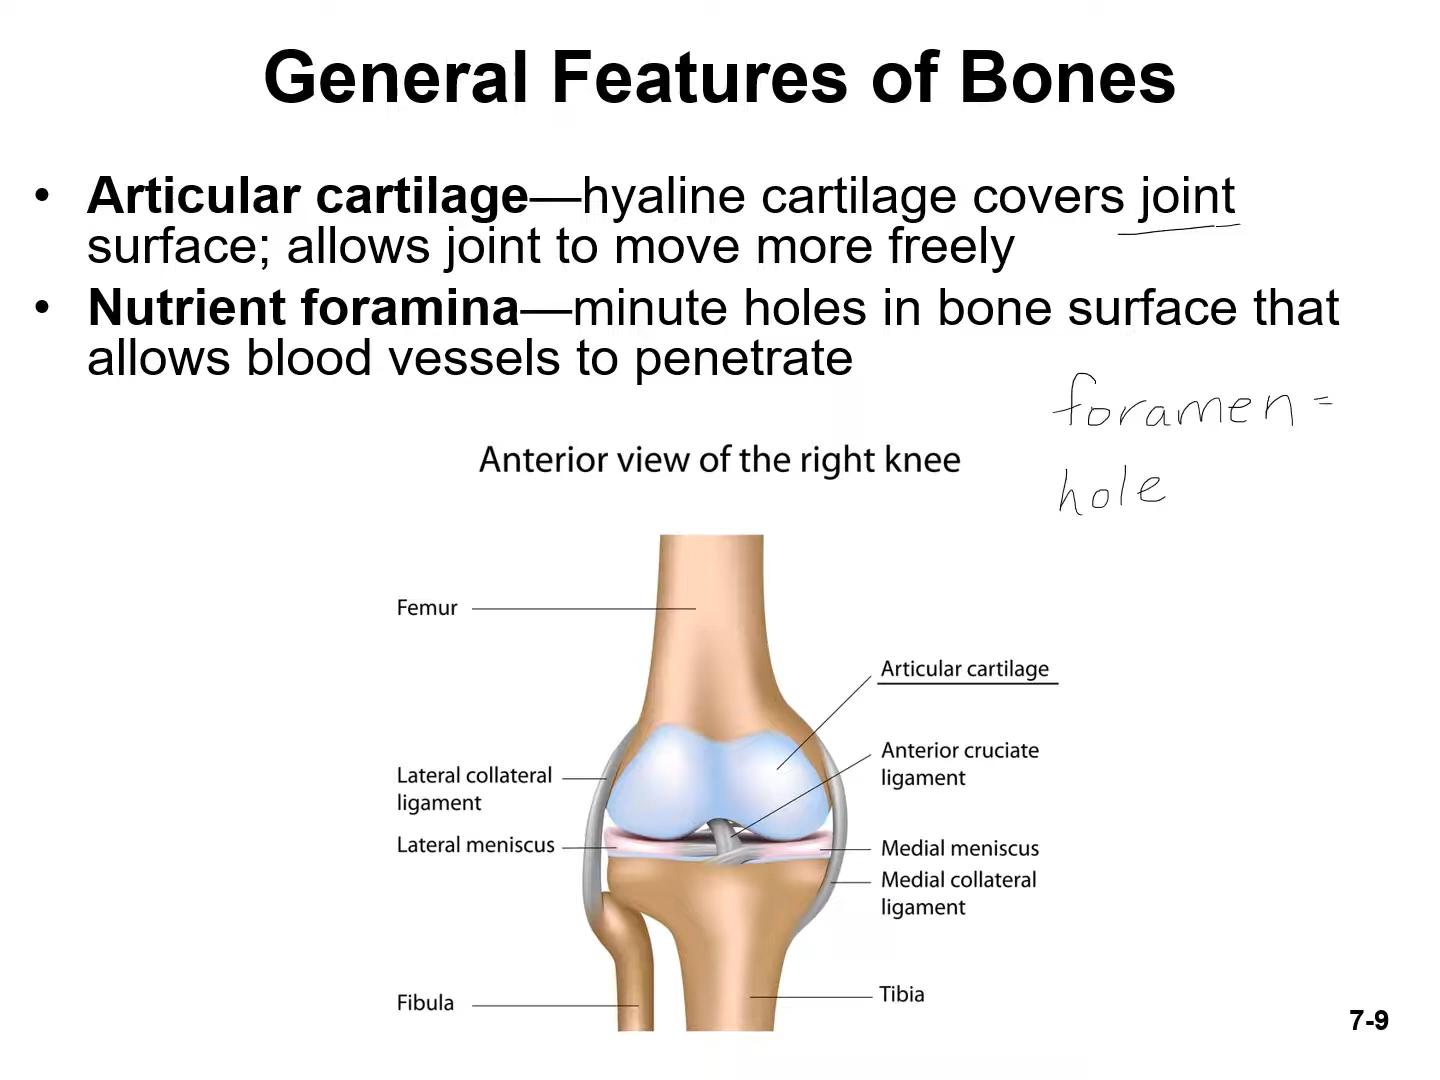 General Features of Bones
• Articular cartilage—hyaline cartilage covers joint
surface; allows joint to move more freely
• Nutrient foramina—minute holes in bone surface that
allows blood vessels to penetrate
foramen =
hole
Anterior view of the right knee
Femur
Articular cartilage
Anterior cruciate
ligament
Lateral collateral
ligament
Lateral meniscus
Medial meniscus
Medial collateral
ligament
Fibula
Tibia
7-9